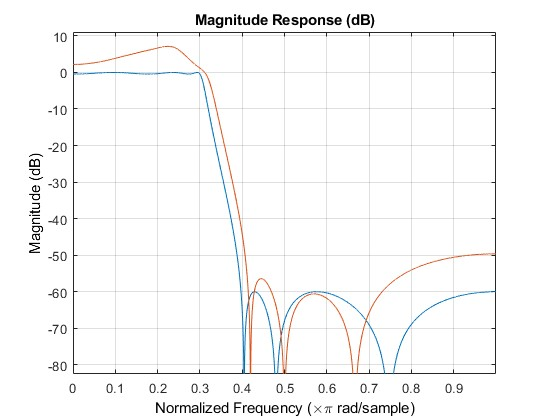 Magnitude Response (dB)
10
0
-10
-20
-30
-40
-50
-60
-70
-80
Magnitude (dB)
0 0.1 0.2 0.3 0.4 0.5 0.6 0.7 0.8 0.9
Normalized Frequency (×π rad/sample)